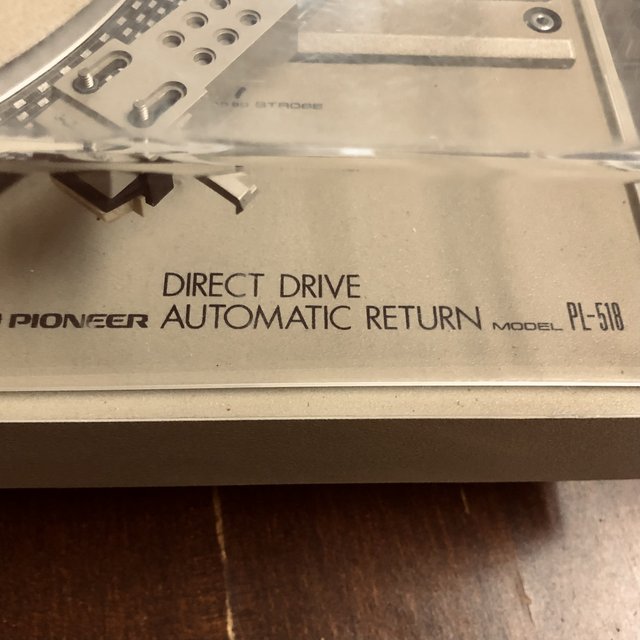 STROBE
DIRECT DRIVE
PIONEER AUTOMATIC RETURN MODEL PL-518